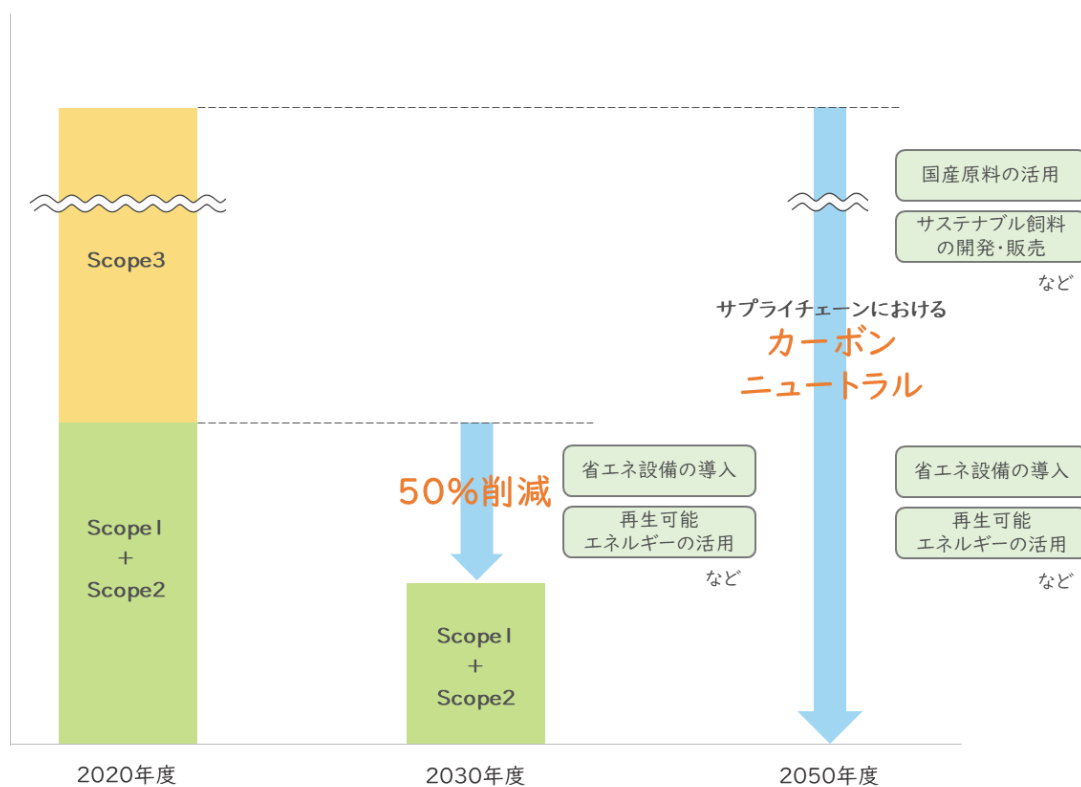 国産原料の活用
サステナブル飼料
の開発・販売
など
Scope3
サプライチェーンにおける
カーボン
ニュートラル
50%削減
省エネ設備の導入
再生可能
エネルギーの活用
など
省エネ設備の導入
再生可能
エネルギーの活用
など
Scope1
+
Scope2
Scope1
+
Scope2
2020年度
2030年度
2050年度